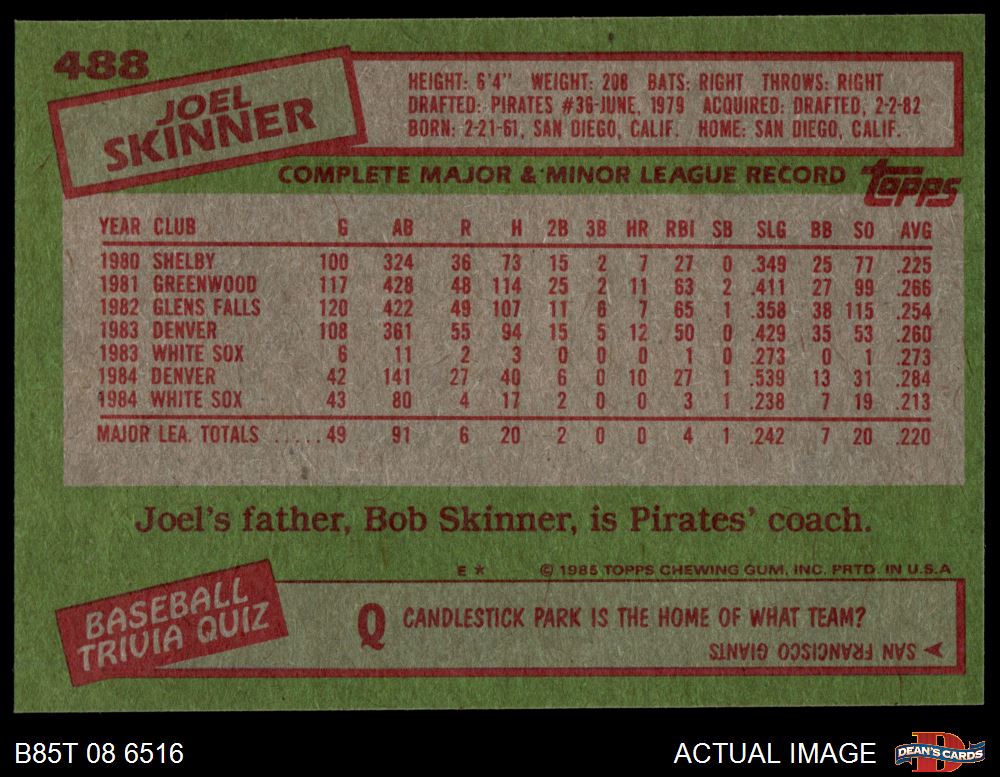 488
JOEL
SKINNER
HEIGHT: 6'4" WEIGHT: 208 BATS: RIGHT THROWS: RIGHT
DRAFTED: PIRATES #36-JUNE, 1979 ACQUIRED: DRAFTED, 2-2-82
BORN: 2-21-61, SAN DIEGO, CALIF. HOME: SAN DIEGO, CALIF.
COMPLETE MAJOR & MINOR LEAGUE RECORD
topps
YEAR CLUB G AB R H 2B 3B HR RBI SB SLG BB SO AVG
1980 SHELBY 100 324 36 73 15 2 7 27 0 .349 25 77 .225
1981 GREENWOOD 117 428 48 114 25 2 11 63 2 .411 27 99 .266
1982 GLENS FALLS 120 422 49 107 11 6 7 65 1 .358 38 115 .254
1983 DENVER 108 361 55 94 15 5 12 50 0 .429 35 53 .260
1983 WHITE SOX 6 11 2 3 0 0 0 1 0 .273 0 1 .273
1984 DENVER 42 141 27 40 6 0 10 27 1 .539 13 31 .284
1984 WHITE SOX 43 80 4 17 2 0 0 3 1 .238 7 19 .213
MAJOR LEA. TOTALS ..... 49 91 6 20 2 0 0 4 1 .242 7 20 .220
Joel's father, Bob Skinner, is Pirates' coach.
E * © 1985 TOPPS CHEWING GUM, INC. PRTD. IN U.S.A
BASEBALL
TRIVIA QUIZ
Q CANDLESTICK PARK IS THE HOME OF WHAT TEAM?
SAN FRANCISCO GIANTS
B85T 08 6516
ACTUAL IMAGE
D
DEAN'S CARDS